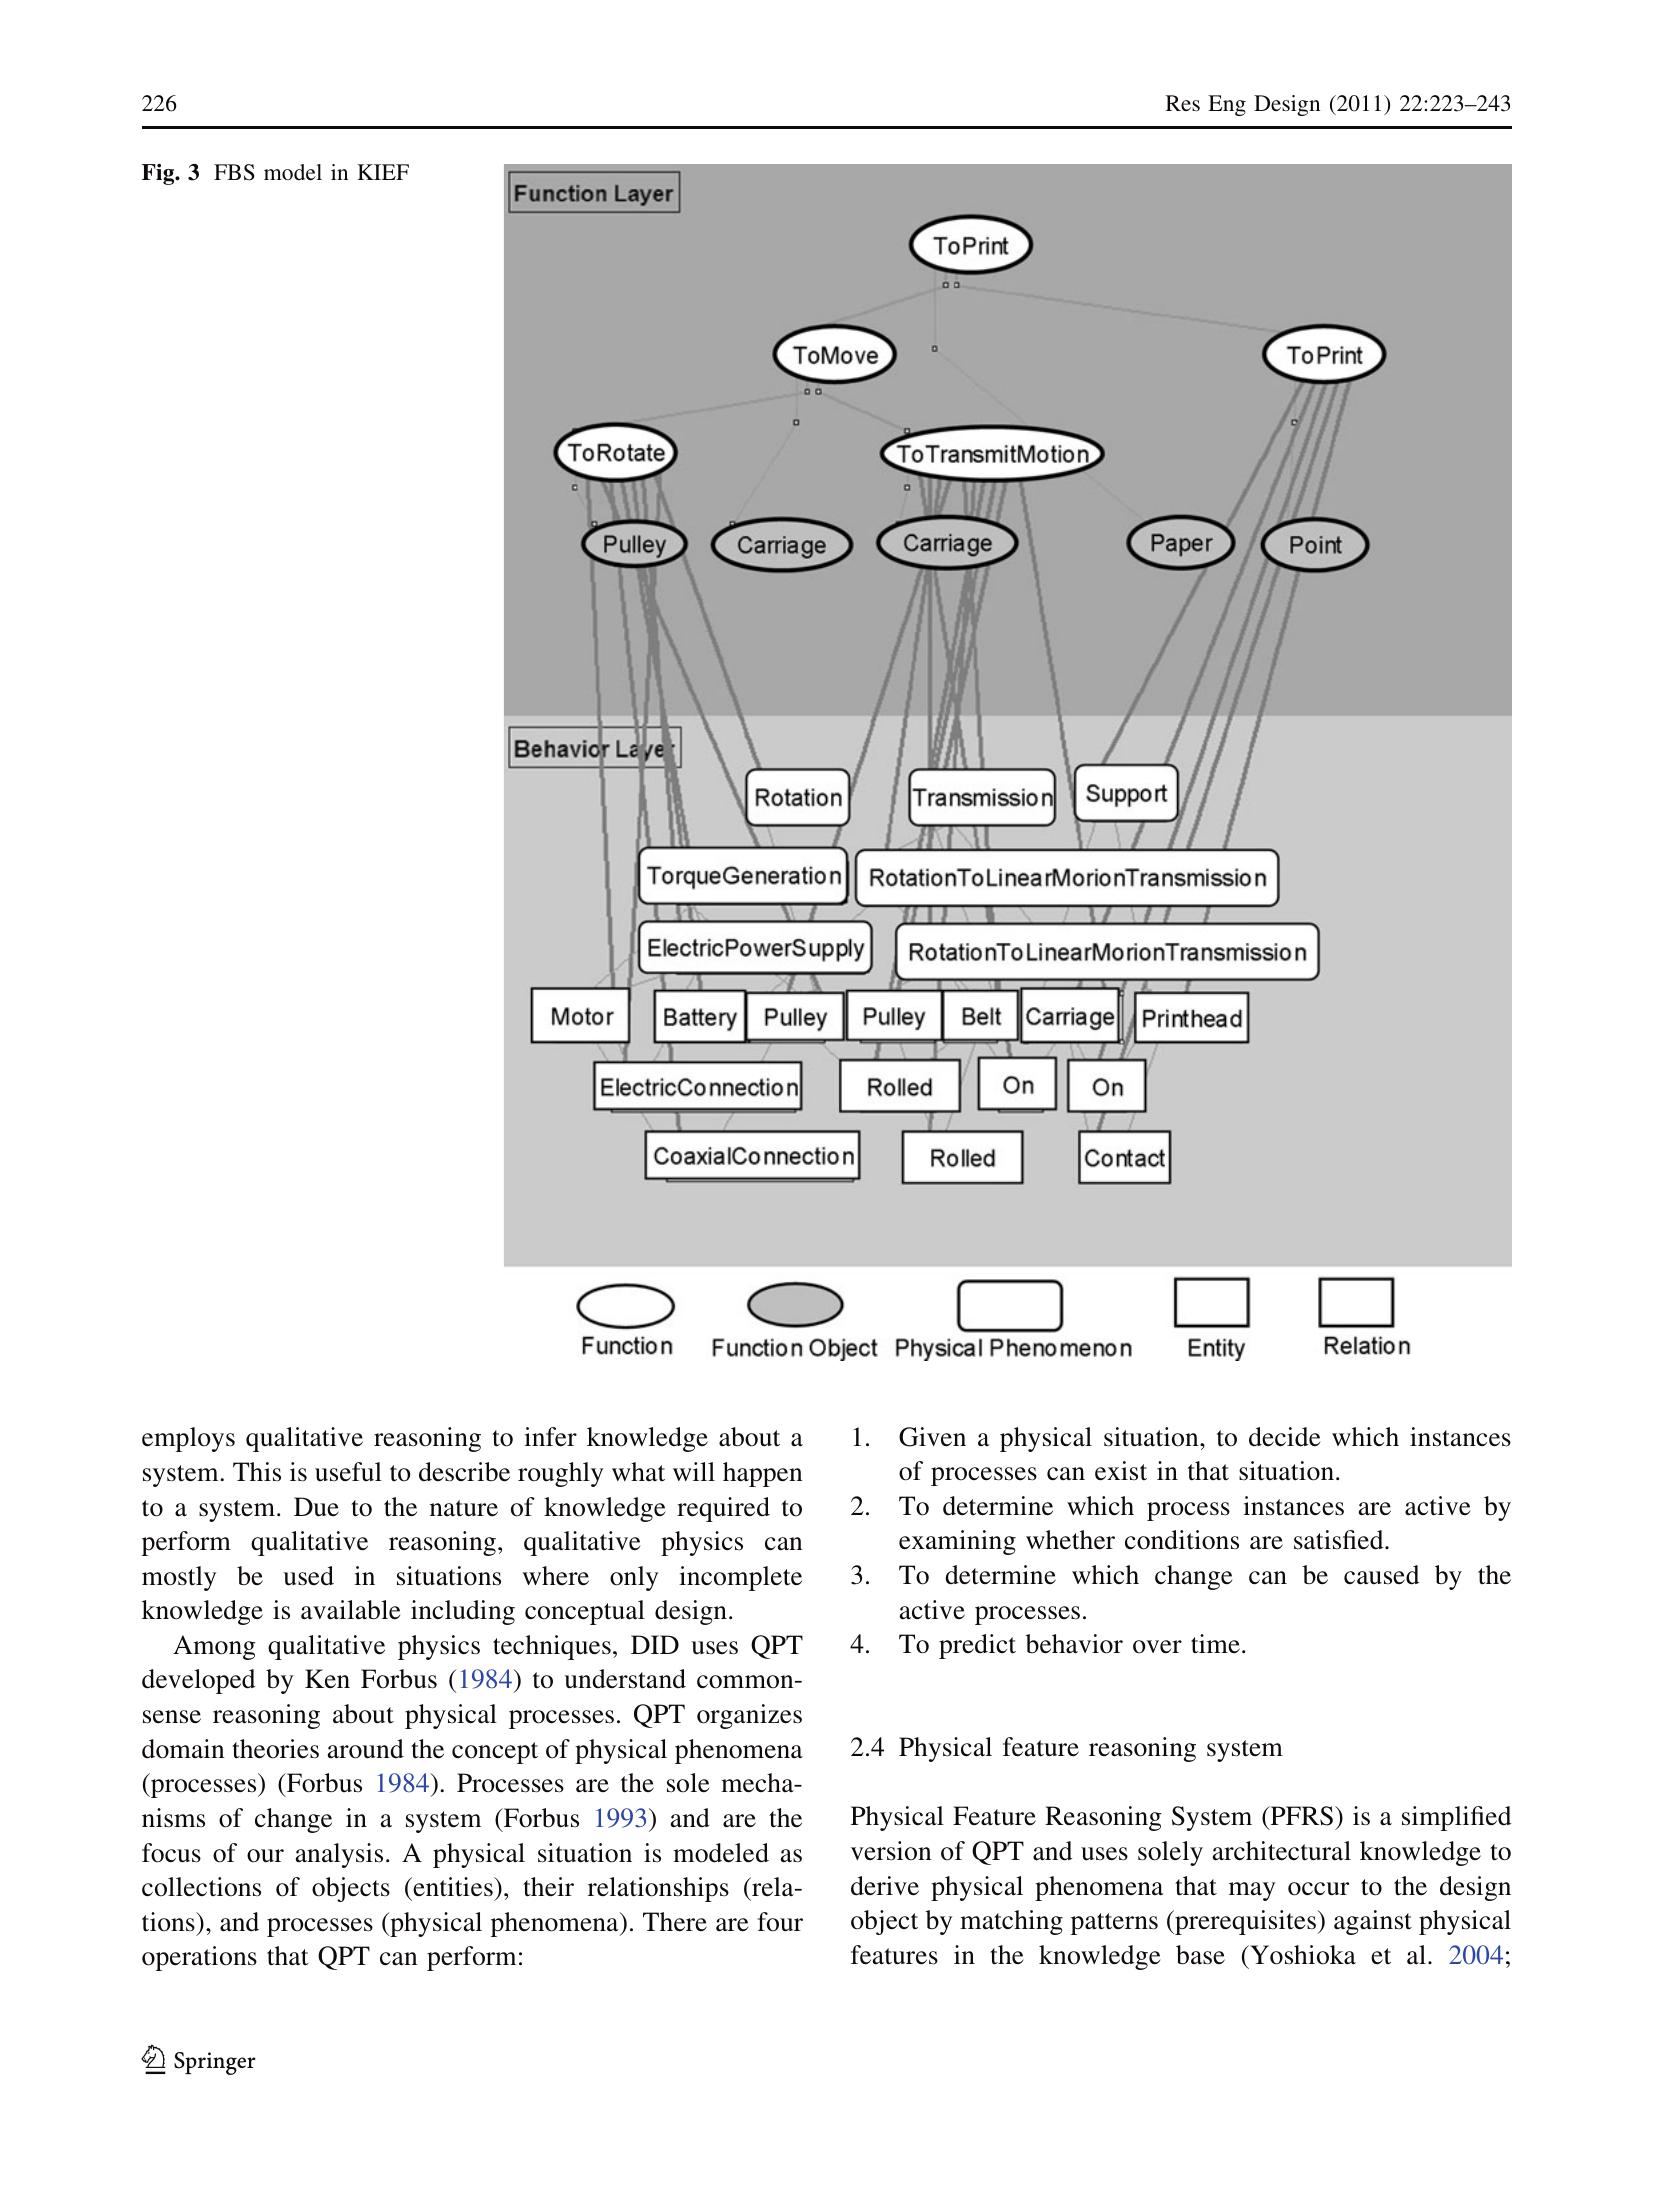 226
Res Eng Design (2011) 22:223–243
Fig. 3 FBS model in KIEF
Function Layer
ToPrint
ToMove
ToPrint
ToRotate
ToTransmitMotion
Pulley
Carriage
Carriage
Paper
Point
Behavior Layer
Rotation
Transmission
Support
TorqueGeneration
RotationToLinearMorionTransmission
ElectricPowerSupply
RotationToLinearMorionTransmission
Motor
Battery
Pulley
Pulley
Belt
Carriage
Printhead
ElectricConnection
Rolled
On
On
CoaxialConnection
Rolled
Contact
Function
Function Object
Physical Phenomenon
Entity
Relation
employs qualitative reasoning to infer knowledge about a
system. This is useful to describe roughly what will happen
to a system. Due to the nature of knowledge required to
perform qualitative reasoning, qualitative physics can
mostly be used in situations where only incomplete
knowledge is available including conceptual design.
Among qualitative physics techniques, DID uses QPT
developed by Ken Forbus (1984) to understand common-
sense reasoning about physical processes. QPT organizes
domain theories around the concept of physical phenomena
(processes) (Forbus 1984). Processes are the sole mecha-
nisms of change in a system (Forbus 1993) and are the
focus of our analysis. A physical situation is modeled as
collections of objects (entities), their relationships (rela-
tions), and processes (physical phenomena). There are four
operations that QPT can perform:
1. Given a physical situation, to decide which instances
of processes can exist in that situation.
2. To determine which process instances are active by
examining whether conditions are satisfied.
3. To determine which change can be caused by the
active processes.
4. To predict behavior over time.
2.4 Physical feature reasoning system
Physical Feature Reasoning System (PFRS) is a simplified
version of QPT and uses solely architectural knowledge to
derive physical phenomena that may occur to the design
object by matching patterns (prerequisites) against physical
features in the knowledge base (Yoshioka et al. 2004;
Springer